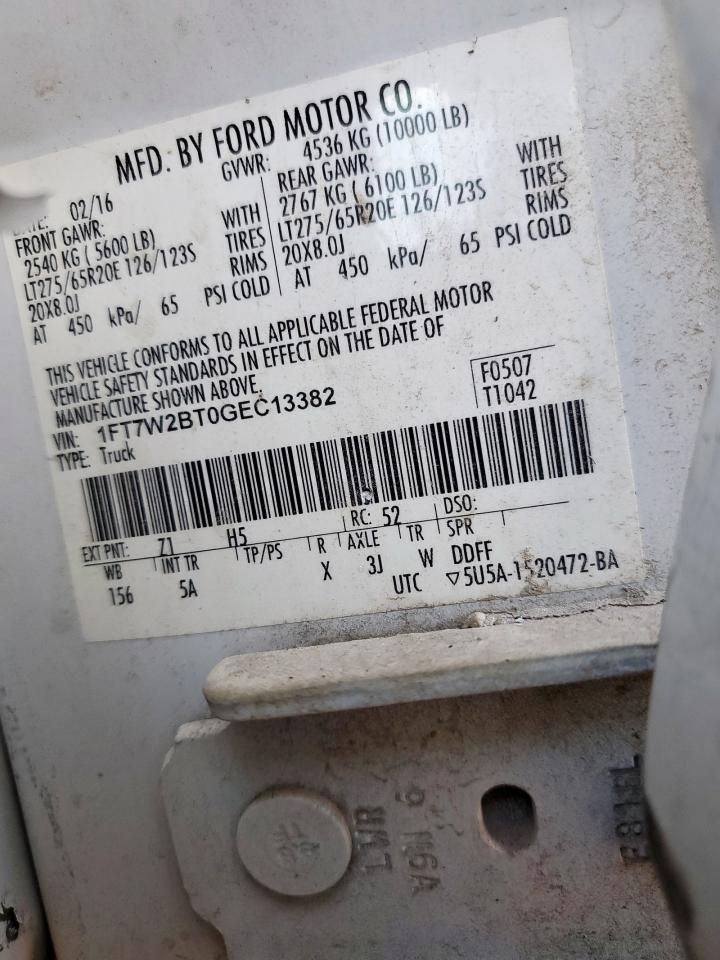 MFD. BY FORD MOTOR CO.
02/16 GVWR: 4536 KG (10000 LB)
FRONT GAWR: REAR GAWR:
2540 KG ( 5600 LB) WITH 2767 KG ( 6100 LB) WITH
LT275/65R20E 126/123S TIRES LT275/65R20E 126/123S TIRES
20X8.0J RIMS 20X8.0J RIMS
AT 450 kPa/ 65 PSI COLD AT 450 kPa/ 65 PSI COLD
THIS VEHICLE CONFORMS TO ALL APPLICABLE FEDERAL MOTOR
VEHICLE SAFETY STANDARDS IN EFFECT ON THE DATE OF
MANUFACTURE SHOWN ABOVE.
VIN: 1FT7W2BT0GEC13382 F0507
TYPE: Truck T1042
EXT PNT: Z1 H5 RC: 52 DSO:
WB INT TR TP/PS R AXLE TR SPR
156 5A X 3J W DDFF
UTC ▽5U5A-1520472-BA
9 N6A